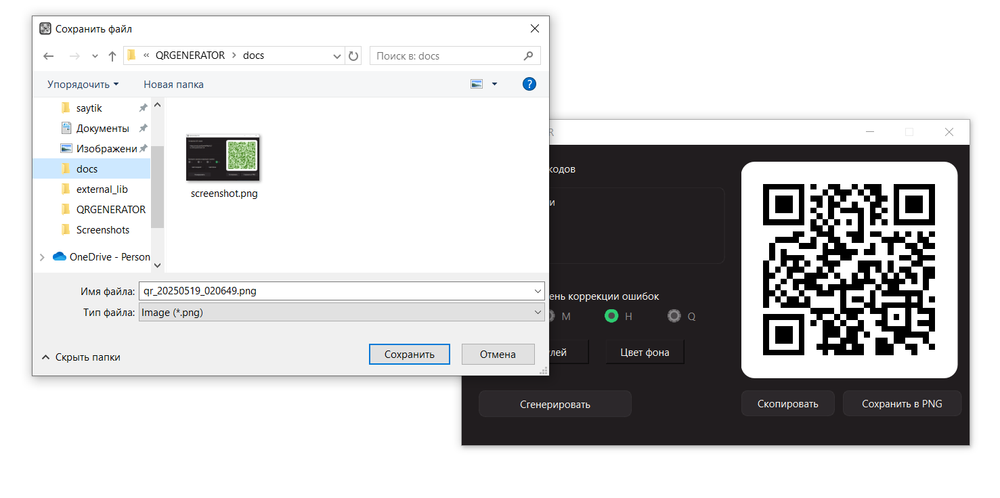 Сохранить файл
« QRGENERATOR > docs
Поиск в: docs
Упорядочить
Новая папка
?
saytik
Документы
Изображени
docs
external_lib
QRGENERATOR
Screenshots
OneDrive - Person
screenshot.png
Имя файла: qr_20250519_020649.png
Тип файла: Image (*.png)
Скрыть папки
Сохранить
Отмена
R
кодов
и
ень коррекции ошибок
M
H
Q
лей
Цвет фона
Сгенерировать
Скопировать
Сохранить в PNG